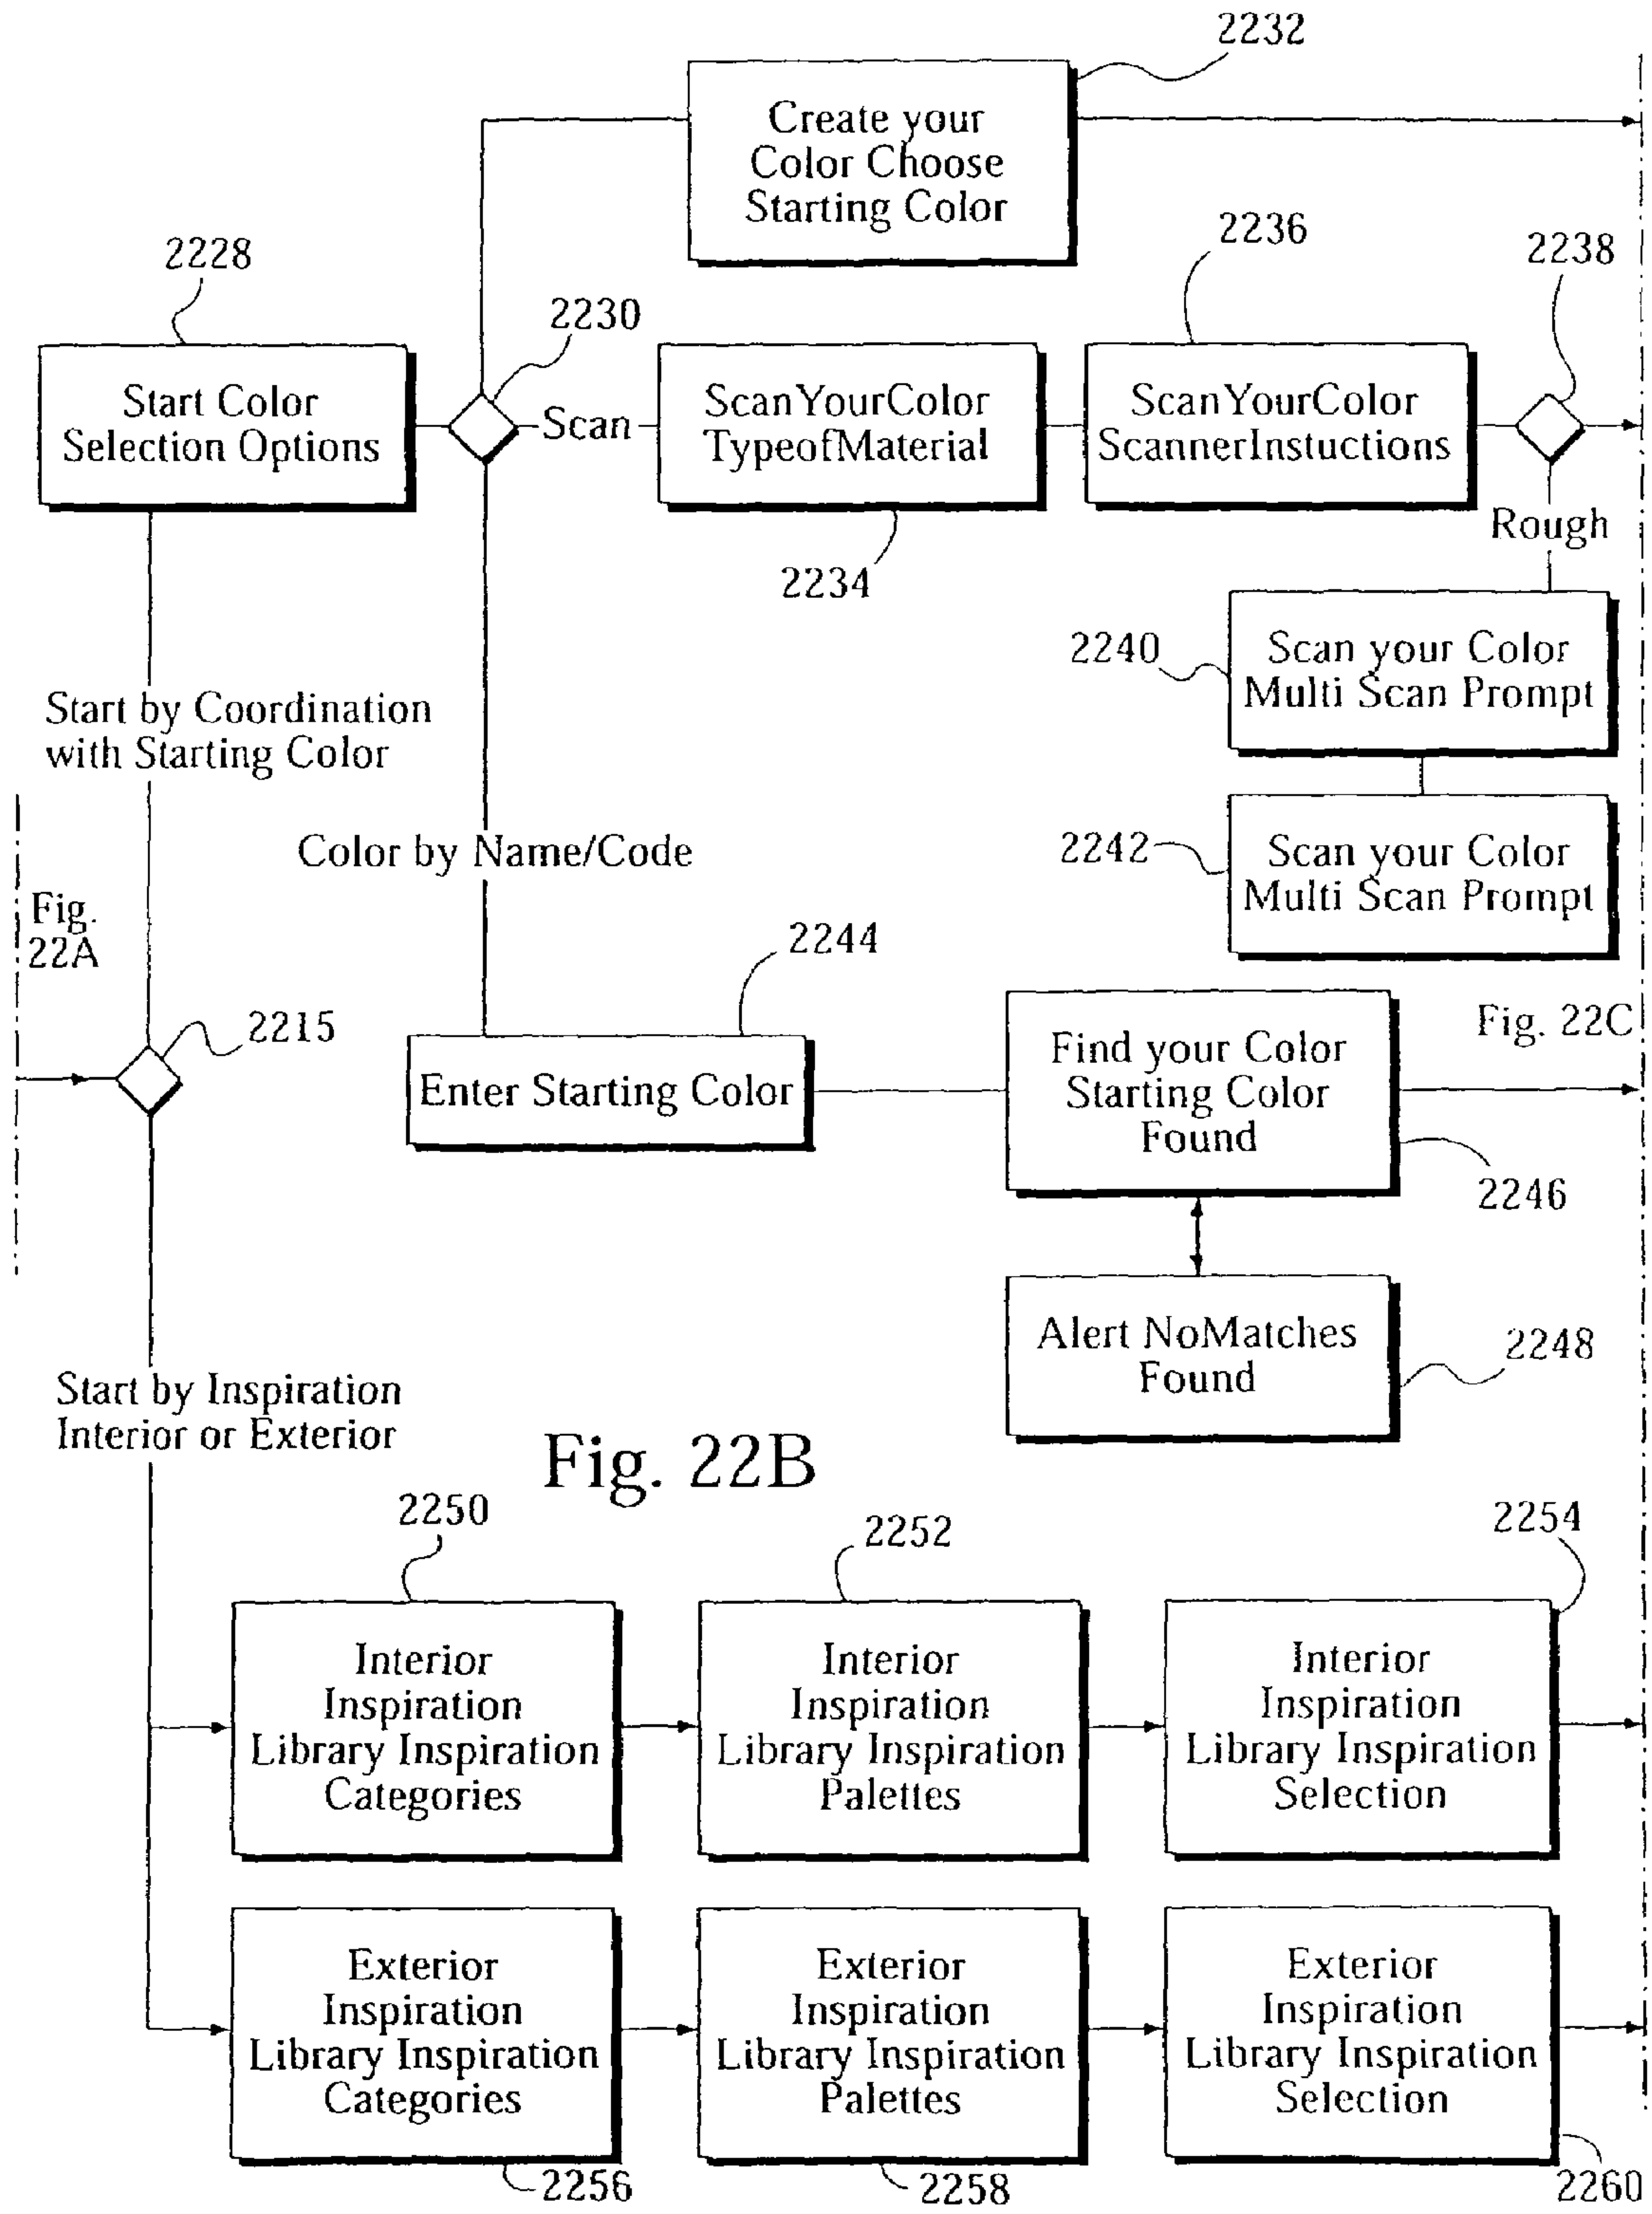 2232
Create your
Color Choose
Starting Color
2228
2230
2236
2238
Start Color
Selection Options
Scan
ScanYourColor
TypeofMaterial
ScanYourColor
ScannerInstuctions
2234
Rough
2240
Scan your Color
Multi Scan Prompt
Start by Coordination
with Starting Color
2242
Scan your Color
Multi Scan Prompt
Color by Name/Code
Fig.
22A
2244
2215
Enter Starting Color
Find your Color
Starting Color
Found
Fig. 22C
2246
Alert NoMatches
Found
2248
Start by Inspiration
Interior or Exterior
Fig. 22B
2250
2252
2254
Interior
Inspiration
Library Inspiration
Categories
Interior
Inspiration
Library Inspiration
Palettes
Interior
Inspiration
Library Inspiration
Selection
Exterior
Inspiration
Library Inspiration
Categories
Exterior
Inspiration
Library Inspiration
Palettes
Exterior
Inspiration
Library Inspiration
Selection
2256
2258
2260